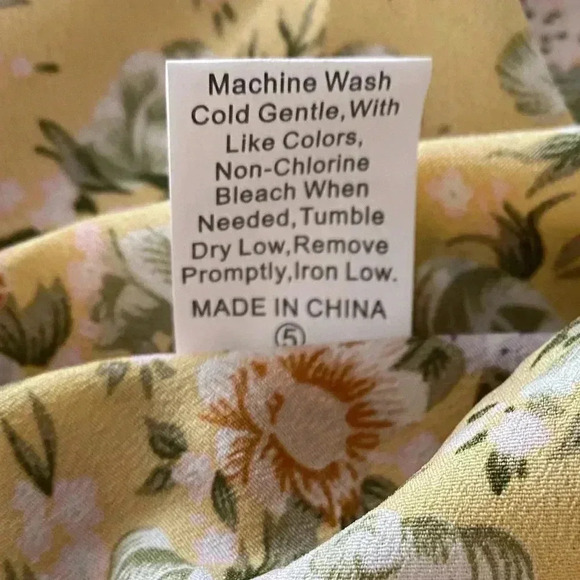 Machine Wash
Cold Gentle,With
Like Colors,
Non-Chlorine
Bleach When
Needed,Tumble
Dry Low,Remove
Promptly,Iron Low.
MADE IN CHINA
⑤